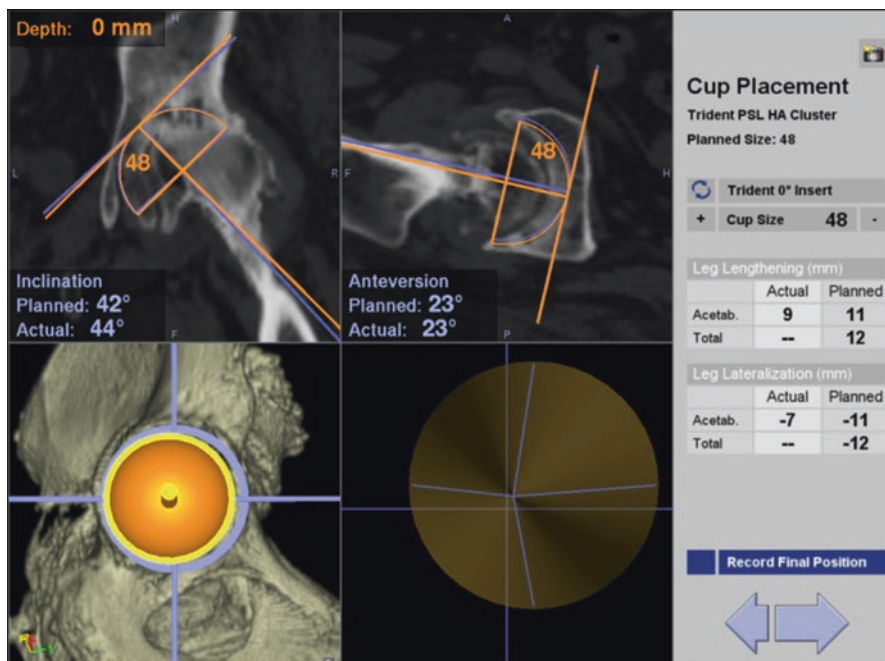 Depth: 0 mm
H
L
R
F
48
Inclination
Planned: 42°
Actual: 44°
A
F
H
P
48
Anteversion
Planned: 23°
Actual: 23°
Cup Placement
Trident PSL HA Cluster
Planned Size: 48
Trident 0° Insert
+ Cup Size 48 -
Leg Lengthening (mm)
Actual Planned
Acetab. 9 11
Total -- 12
Leg Lateralization (mm)
Actual Planned
Acetab. -7 -11
Total -- -12
Record Final Position